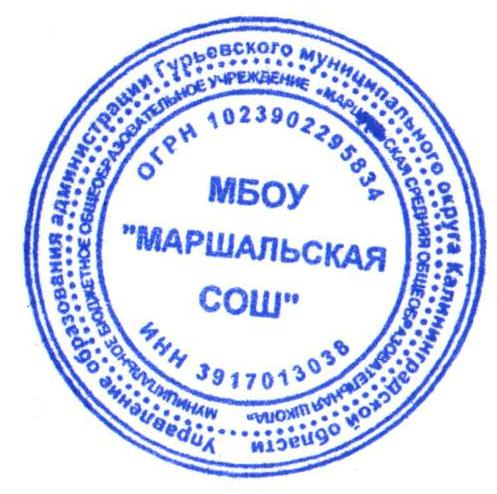 Управление образования администрации Гурьевского муниципального округа Калининградской области
МУНИЦИПАЛЬНОЕ БЮДЖЕТНОЕ ОБЩЕОБРАЗОВАТЕЛЬНОЕ УЧРЕЖДЕНИЕ «МАРШАЛЬСКАЯ СРЕДНЯЯ ОБЩЕОБРАЗОВАТЕЛЬНАЯ ШКОЛА»
ОГРН 1023902295834
МБОУ
"МАРШАЛЬСКАЯ
СОШ"
ИНН 3917013038